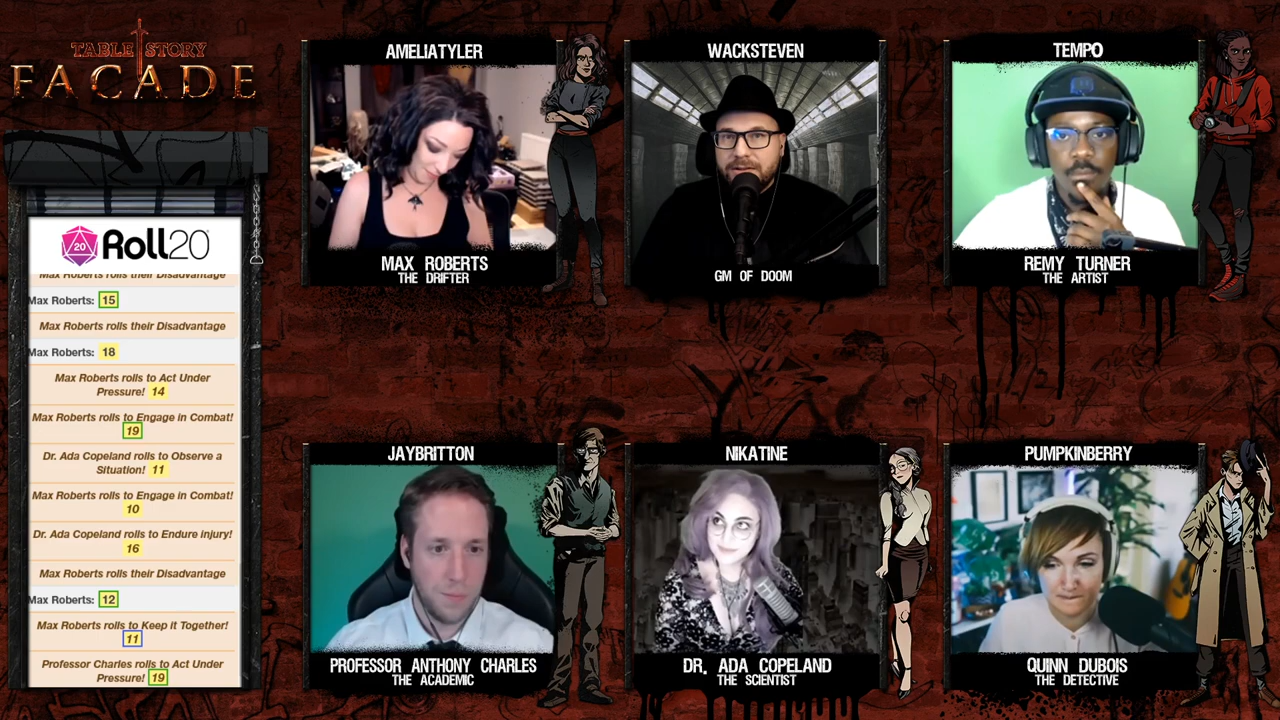 TABLE STORY
FACADE
Roll20
20
Max Roberts rolls their Disadvantage
Max Roberts: 15
Max Roberts rolls their Disadvantage
Max Roberts: 18
Max Roberts rolls to Act Under
Pressure! 14
Max Roberts rolls to Engage in Combat!
19
Dr. Ada Copeland rolls to Observe a
Situation! 11
Max Roberts rolls to Engage in Combat!
10
Dr. Ada Copeland rolls to Endure Injury!
16
Max Roberts rolls their Disadvantage
Max Roberts: 12
Max Roberts rolls to Keep it Together!
11
Professor Charles rolls to Act Under
Pressure! 19
AMELIATYLER
MAX ROBERTS
THE DRIFTER
WACKSTEVEN
GM OF DOOM
TEMPO
REMY TURNER
THE ARTIST
JAYBRITTON
PROFESSOR ANTHONY CHARLES
THE ACADEMIC
NIKATINE
DR. ADA COPELAND
THE SCIENTIST
PUMPKINBERRY
QUINN DUBOIS
THE DETECTIVE